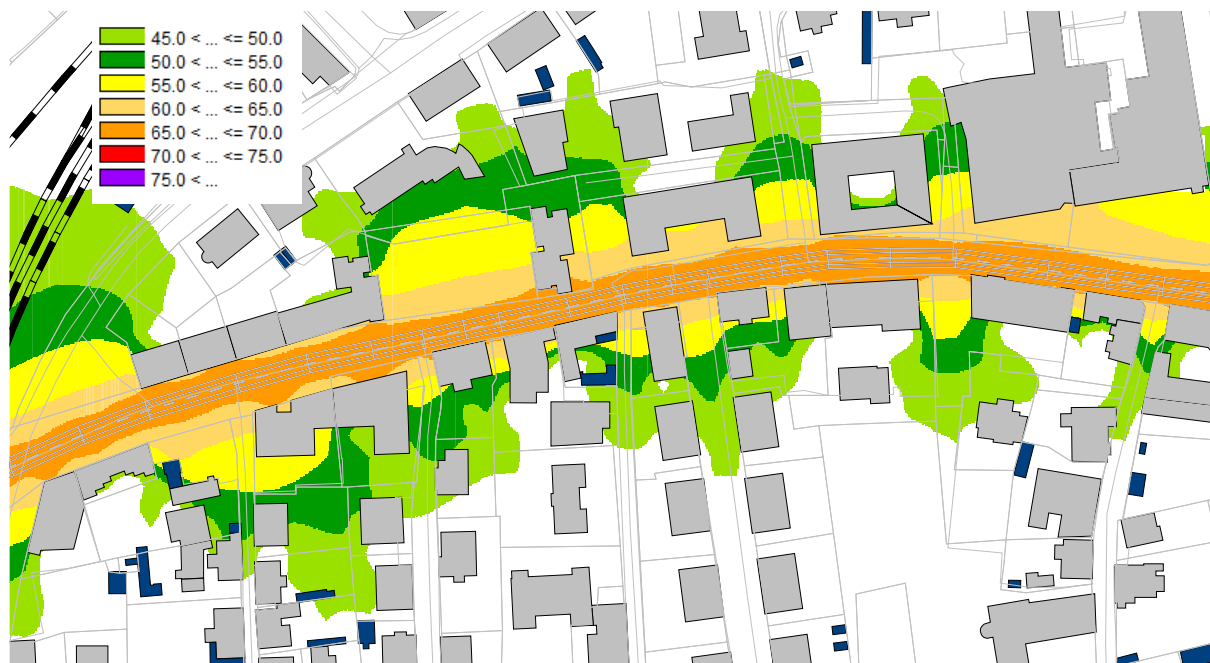 45.0 < ... <= 50.0
50.0 < ... <= 55.0
55.0 < ... <= 60.0
60.0 < ... <= 65.0
65.0 < ... <= 70.0
70.0 < ... <= 75.0
75.0 < ...